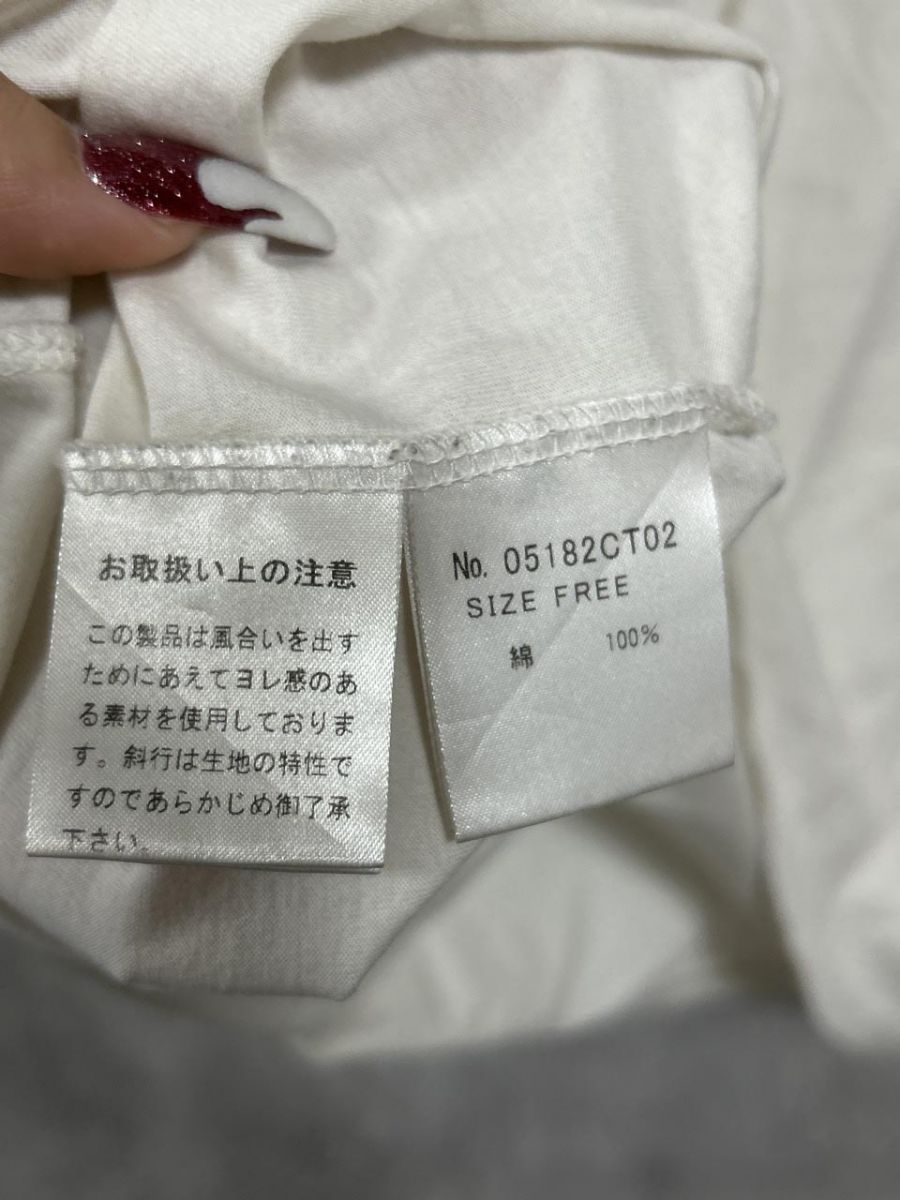 お取扱い上の注意
この製品は風合いを出す
ためにあえてヨレ感のあ
る素材を使用しておりま
す。斜行は生地の特性で
すのであらかじめ御了承
下さい。
No. 05182CT02
SIZE FREE
綿 100%